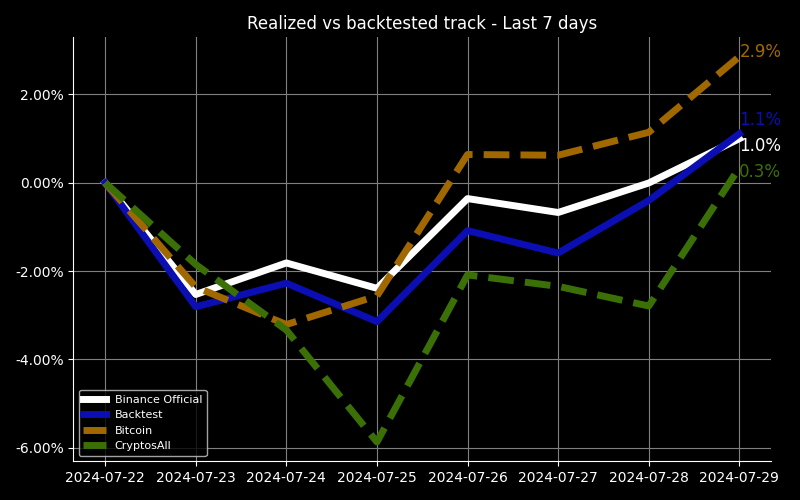 Realized vs backtested track - Last 7 days
2.9%
2.00%
1.1%
1.0%
0.00%
0.3%
-2.00%
-4.00%
Binance Official
Backtest
Bitcoin
CryptosAll
-6.00%
2024-07-22 2024-07-23 2024-07-24 2024-07-25 2024-07-26 2024-07-27 2024-07-28 2024-07-29